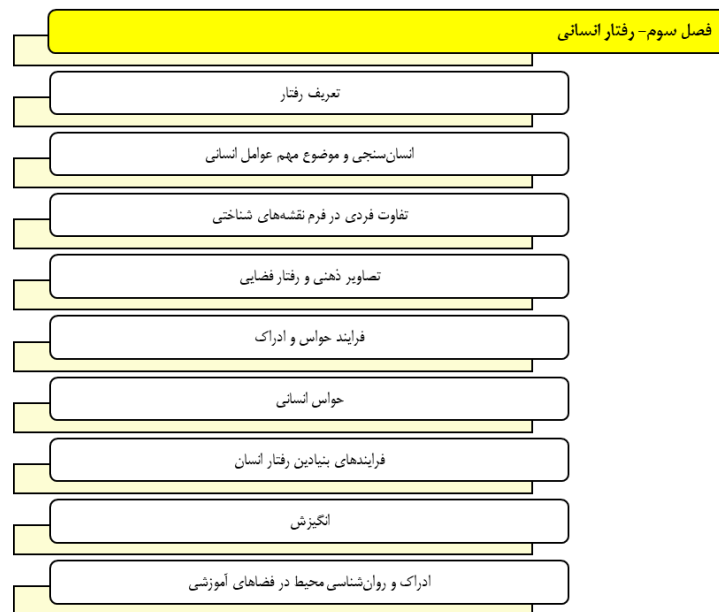 فصل سوم- رفتار انسانی
تعریف رفتار
انسان‌سنجی و موضوع مهم عوامل انسانی
تفاوت فردی در فرم نقشه‌های شناختی
تصاویر ذهنی و رفتار فضایی
فرایند حواس و ادراک
حواس انسانی
فرایندهای بنیادین رفتار انسان
انگیزش
ادراک و روان‌شناسی محیط در فضاهای آموزشی